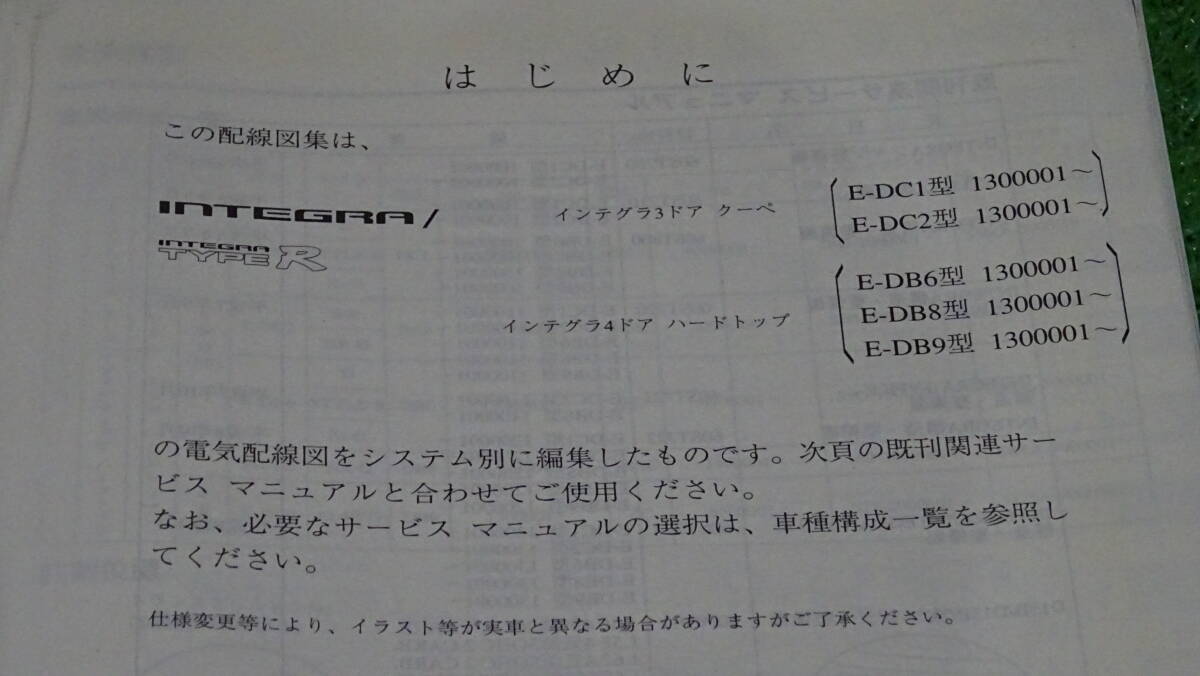 はじめに
この配線図集は、
INTEGRA/
INTEGRA
TYPE R
インテグラ3ドア クーペ
E-DC1型 1300001～
E-DC2型 1300001～
インテグラ4ドア ハードトップ
E-DB6型 1300001～
E-DB8型 1300001～
E-DB9型 1300001～
の電気配線図をシステム別に編集したものです。次頁の既刊関連サー
ビス マニュアルと合わせてご使用ください。
なお、必要なサービス マニュアルの選択は、車種構成一覧を参照し
てください。
仕様変更等により、イラスト等が実車と異なる場合がありますがご了承ください。